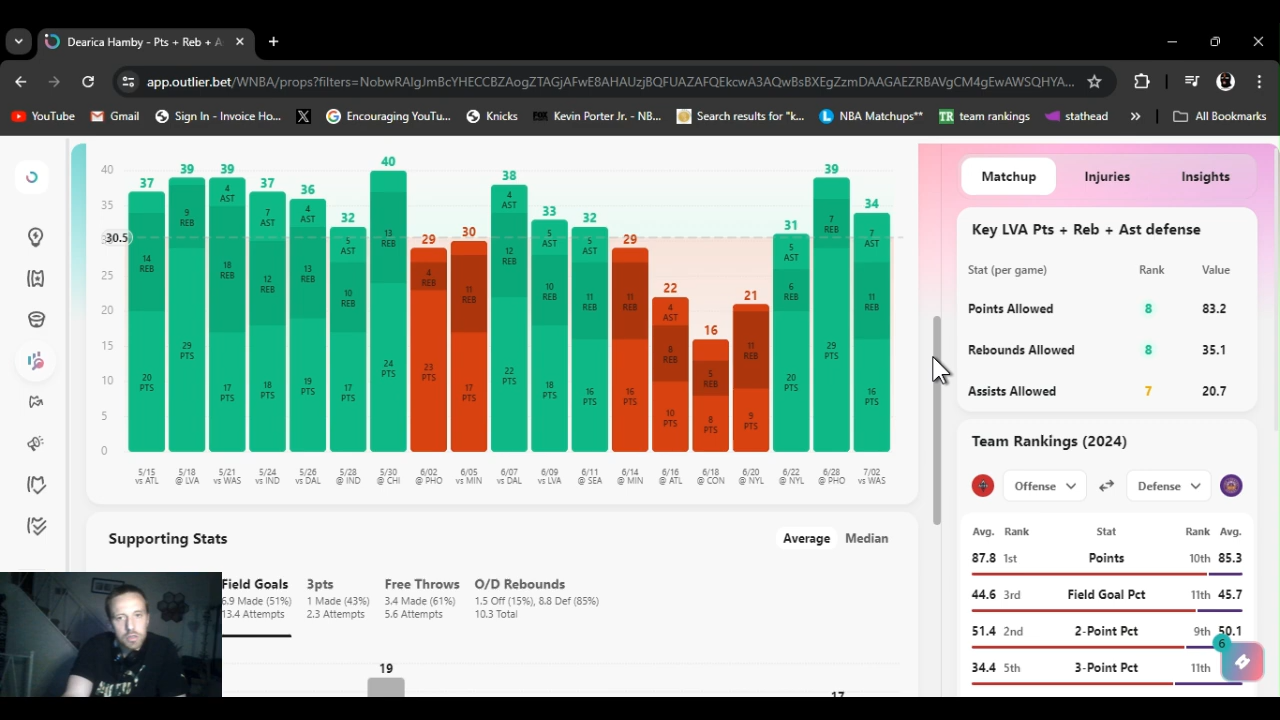 Dearica Hamby - Pts + Reb + A
app.outlier.bet/WNBA/props?filters=NobwRAlgJmBcYHECCBZAogZTAGjAFwE8AHAUzjBQFUAZAFQEkcwA3AQwBsBXEgZzmDAAGAEZRBAVgCM4gEwAWSQHYA...
YouTube Gmail Sign In - Invoice Ho... Encouraging YouTu... Knicks Kevin Porter Jr. - NB... Search results for "k... NBA Matchups** team rankings stathead » All Bookmarks
40 35 30.5 25 20 15 10 5 0
37 39 39 37 36 32 40 29 30 38 33 32 29 22 16 21 31 39 34
14 REB 20 PTS
9 REB 29 PTS
4 AST 18 REB 17 PTS
7 AST 12 REB 18 PTS
4 AST 13 REB 19 PTS
5 AST 10 REB 17 PTS
13 REB 24 PTS
4 REB 23 PTS
11 REB 17 PTS
4 AST 12 REB 22 PTS
5 AST 10 REB 18 PTS
5 AST 11 REB 16 PTS
11 REB 16 PTS
4 AST 8 REB 10 PTS
5 REB 8 PTS
11 REB 9 PTS
5 AST 6 REB 20 PTS
7 REB 29 PTS
7 AST 11 REB 16 PTS
5/15 5/18 5/21 5/24 5/26 5/28 5/30 6/02 6/05 6/07 6/09 6/11 6/14 6/16 6/18 6/20 6/22 6/28 7/02
vs ATL @ LVA vs WAS vs IND vs DAL @ IND @ CHI @ PHO vs MIN vs DAL vs LVA @ SEA @ MIN @ ATL @ CON @ NYL @ NYL @ PHO vs WAS
Supporting Stats Average Median
Field Goals 3pts Free Throws O/D Rebounds
6.9 Made (51%) 1 Made (43%) 3.4 Made (61%) 1.5 Off (15%), 8.8 Def (85%)
13.4 Attempts 2.3 Attempts 5.6 Attempts 10.3 Total
19
Matchup Injuries Insights
Key LVA Pts + Reb + Ast defense
Stat (per game) Rank Value
Points Allowed 8 83.2
Rebounds Allowed 8 35.1
Assists Allowed 7 20.7
Team Rankings (2024)
Offense Defense
Avg. Rank Stat Rank Avg.
87.8 1st Points 10th 85.3
44.6 3rd Field Goal Pct 11th 45.7
51.4 2nd 2-Point Pct 9th 50.1
6
34.4 5th 3-Point Pct 11th